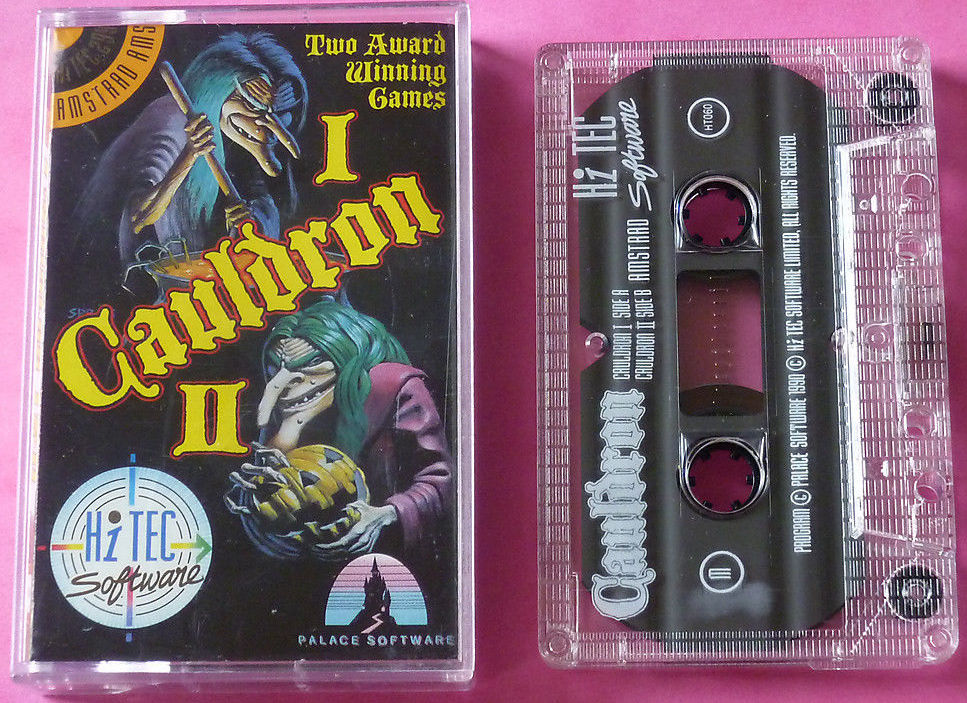 AMSTRAD AMS
Two Award
Winning
Games
I
Cauldron
II
Hi TEC
Software
PALACE SOFTWARE
Hi TEC
Software
HT060
Cauldron
CAULDRON I SIDE A
CAULDRON II SIDE B
AMSTRAD
PROGRAM © PALACE SOFTWARE 1990 © Hi TEC SOFTWARE LIMITED, ALL RIGHTS RESERVED.